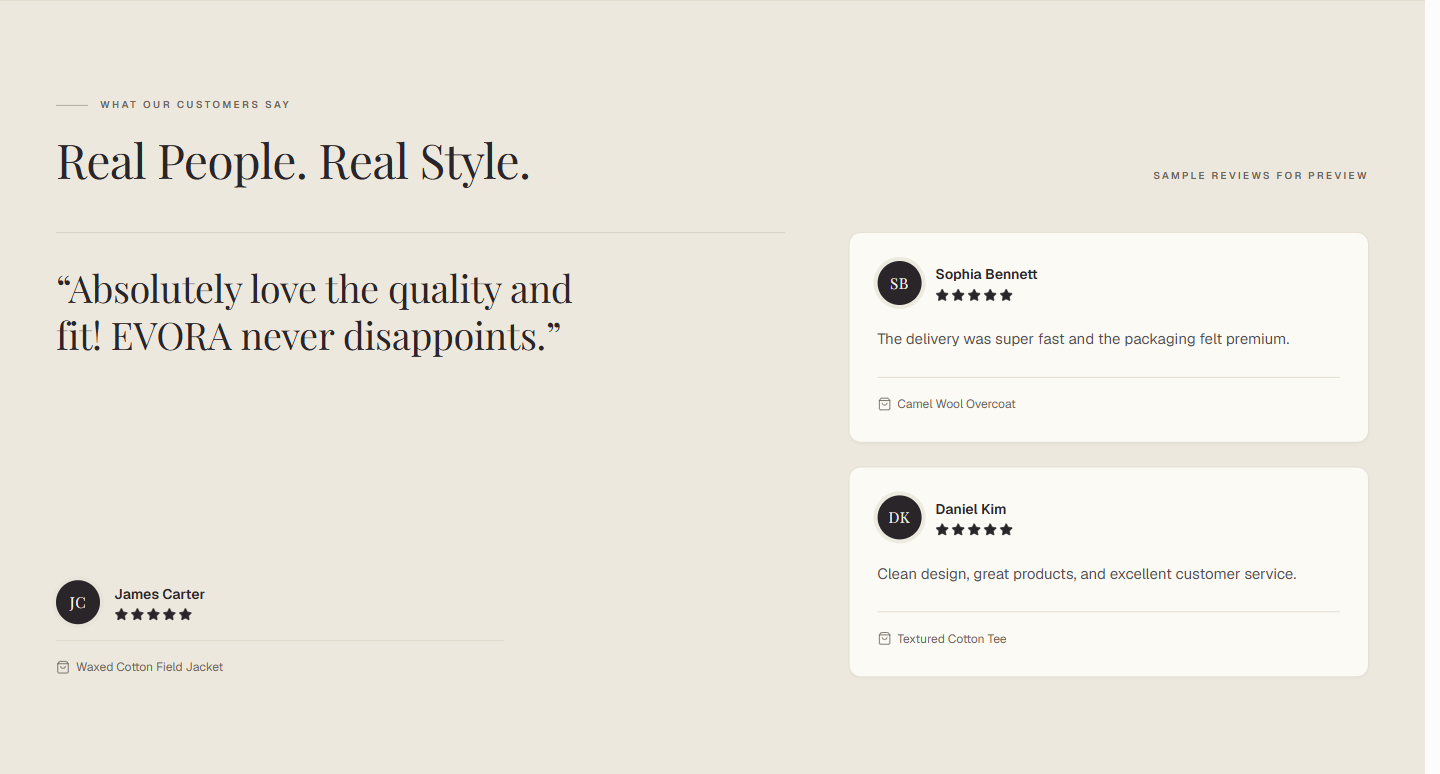 WHAT OUR CUSTOMERS SAY
Real People. Real Style.
SAMPLE REVIEWS FOR PREVIEW
“Absolutely love the quality and
fit! EVORA never disappoints.”
JC
James Carter
Waxed Cotton Field Jacket
SB
Sophia Bennett
The delivery was super fast and the packaging felt premium.
Camel Wool Overcoat
DK
Daniel Kim
Clean design, great products, and excellent customer service.
Textured Cotton Tee